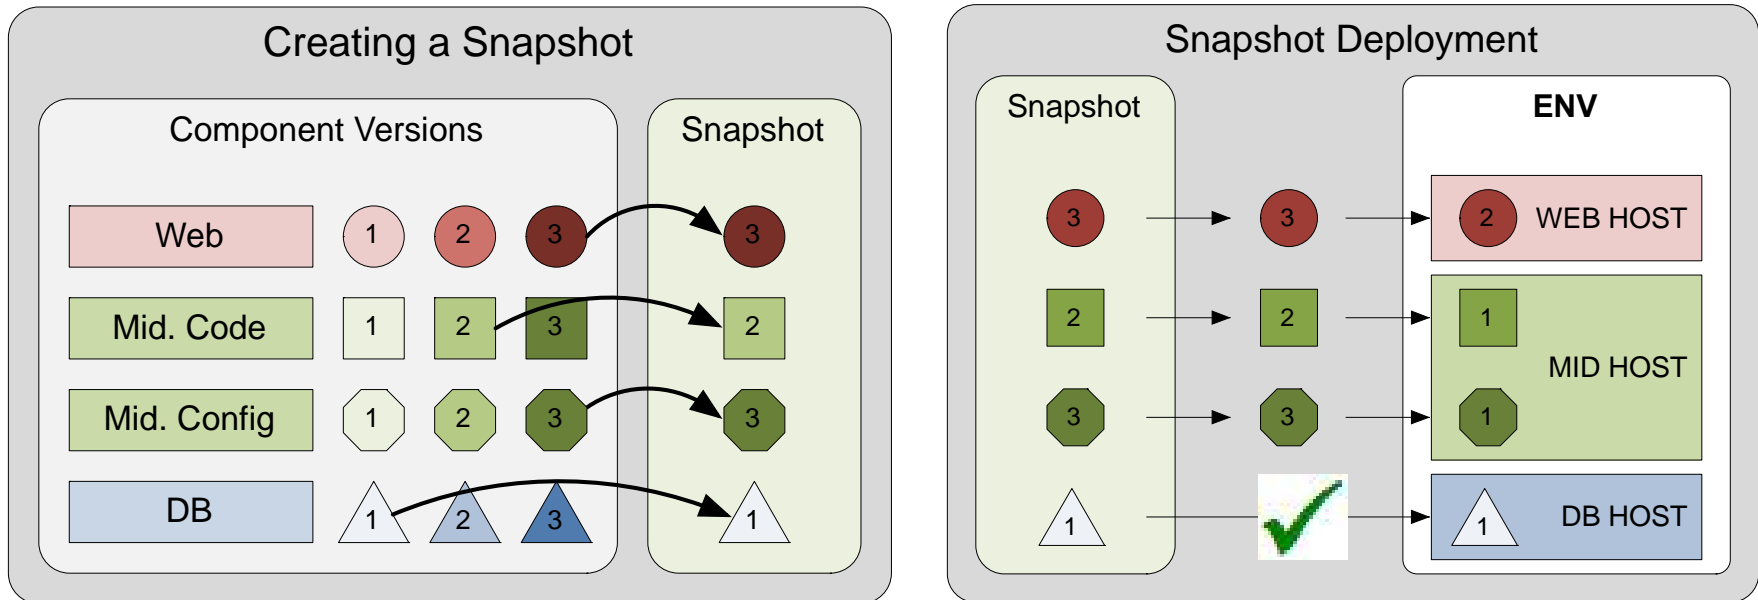 Creating a Snapshot
Component Versions
Snapshot
Web
1
2
3
3
Mid. Code
1
2
3
2
Mid. Config
1
2
3
3
DB
1
2
3
1
Snapshot Deployment
Snapshot
ENV
3
3
2
WEB HOST
2
2
1
MID HOST
3
3
1
1
1
DB HOST